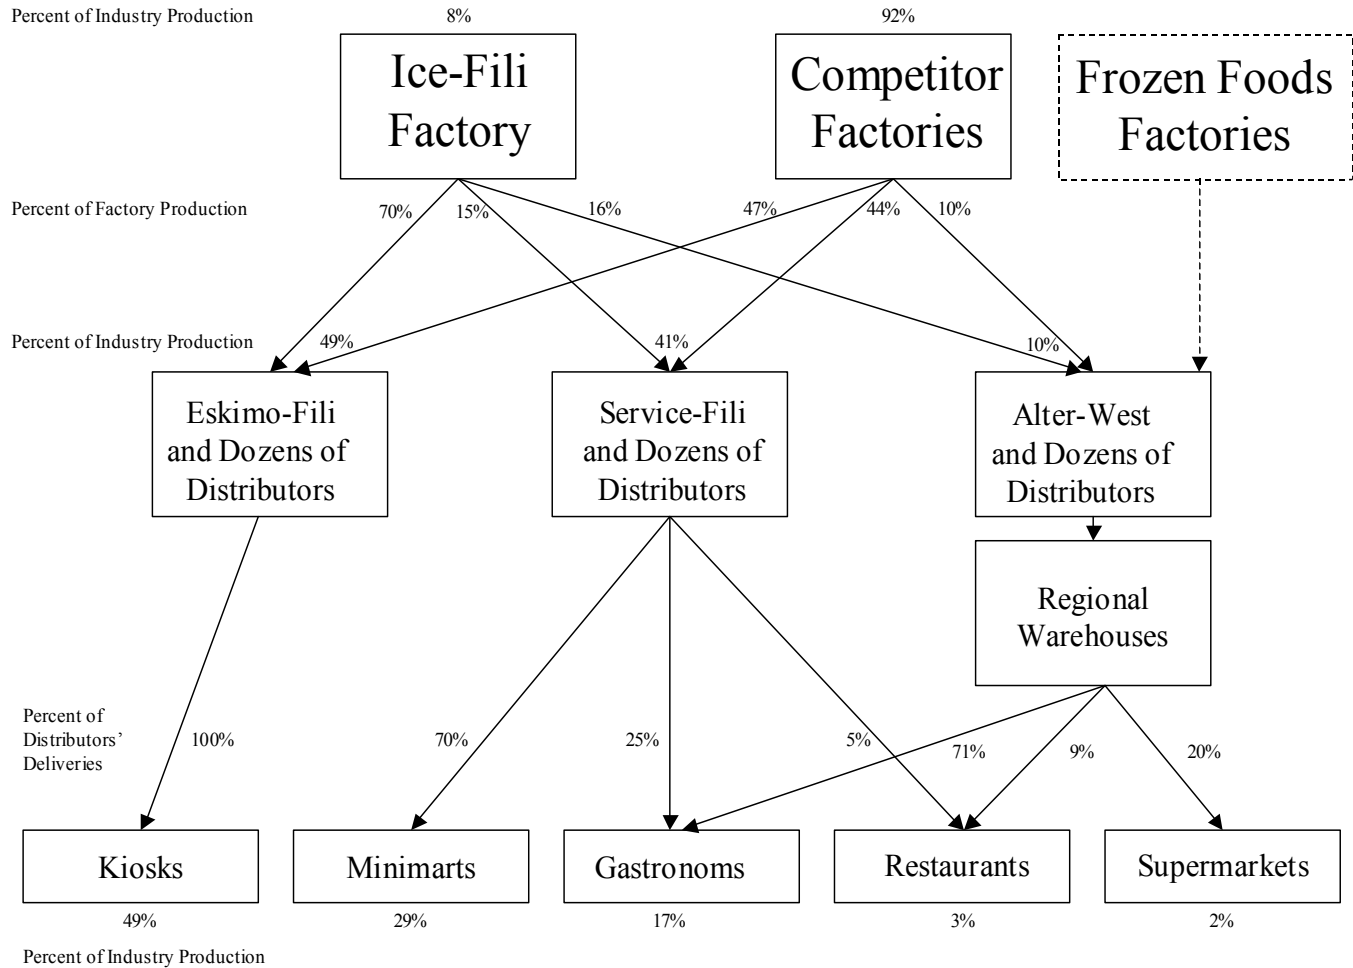 Percent of Industry Production
8%
92%
Ice-Fili
Factory
Competitor
Factories
Frozen Foods
Factories
Percent of Factory Production
70%
15%
16%
47%
44%
10%
Percent of Industry Production
49%
41%
10%
Eskimo-Fili
and Dozens of
Distributors
Service-Fili
and Dozens of
Distributors
Alter-West
and Dozens of
Distributors
Regional
Warehouses
Percent of
Distributors’
Deliveries
100%
70%
25%
5%
71%
9%
20%
Kiosks
Minimarts
Gastronoms
Restaurants
Supermarkets
49%
29%
17%
3%
2%
Percent of Industry Production